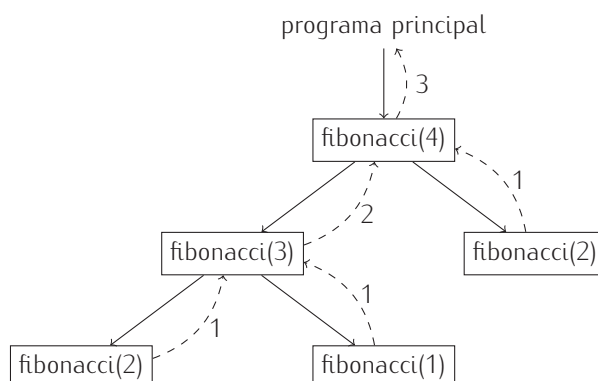 programa principal
3
fibonacci(4)
1
2
fibonacci(3)
fibonacci(2)
1
1
fibonacci(2)
fibonacci(1)